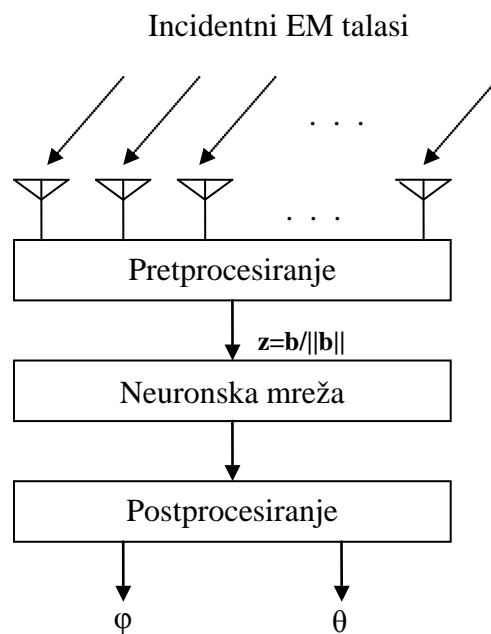 Incidentni EM talasi
. . .
. . .
Pretprocesiranje
z=b/||b||
Neuronska mreža
Postprocesiranje
φ θ